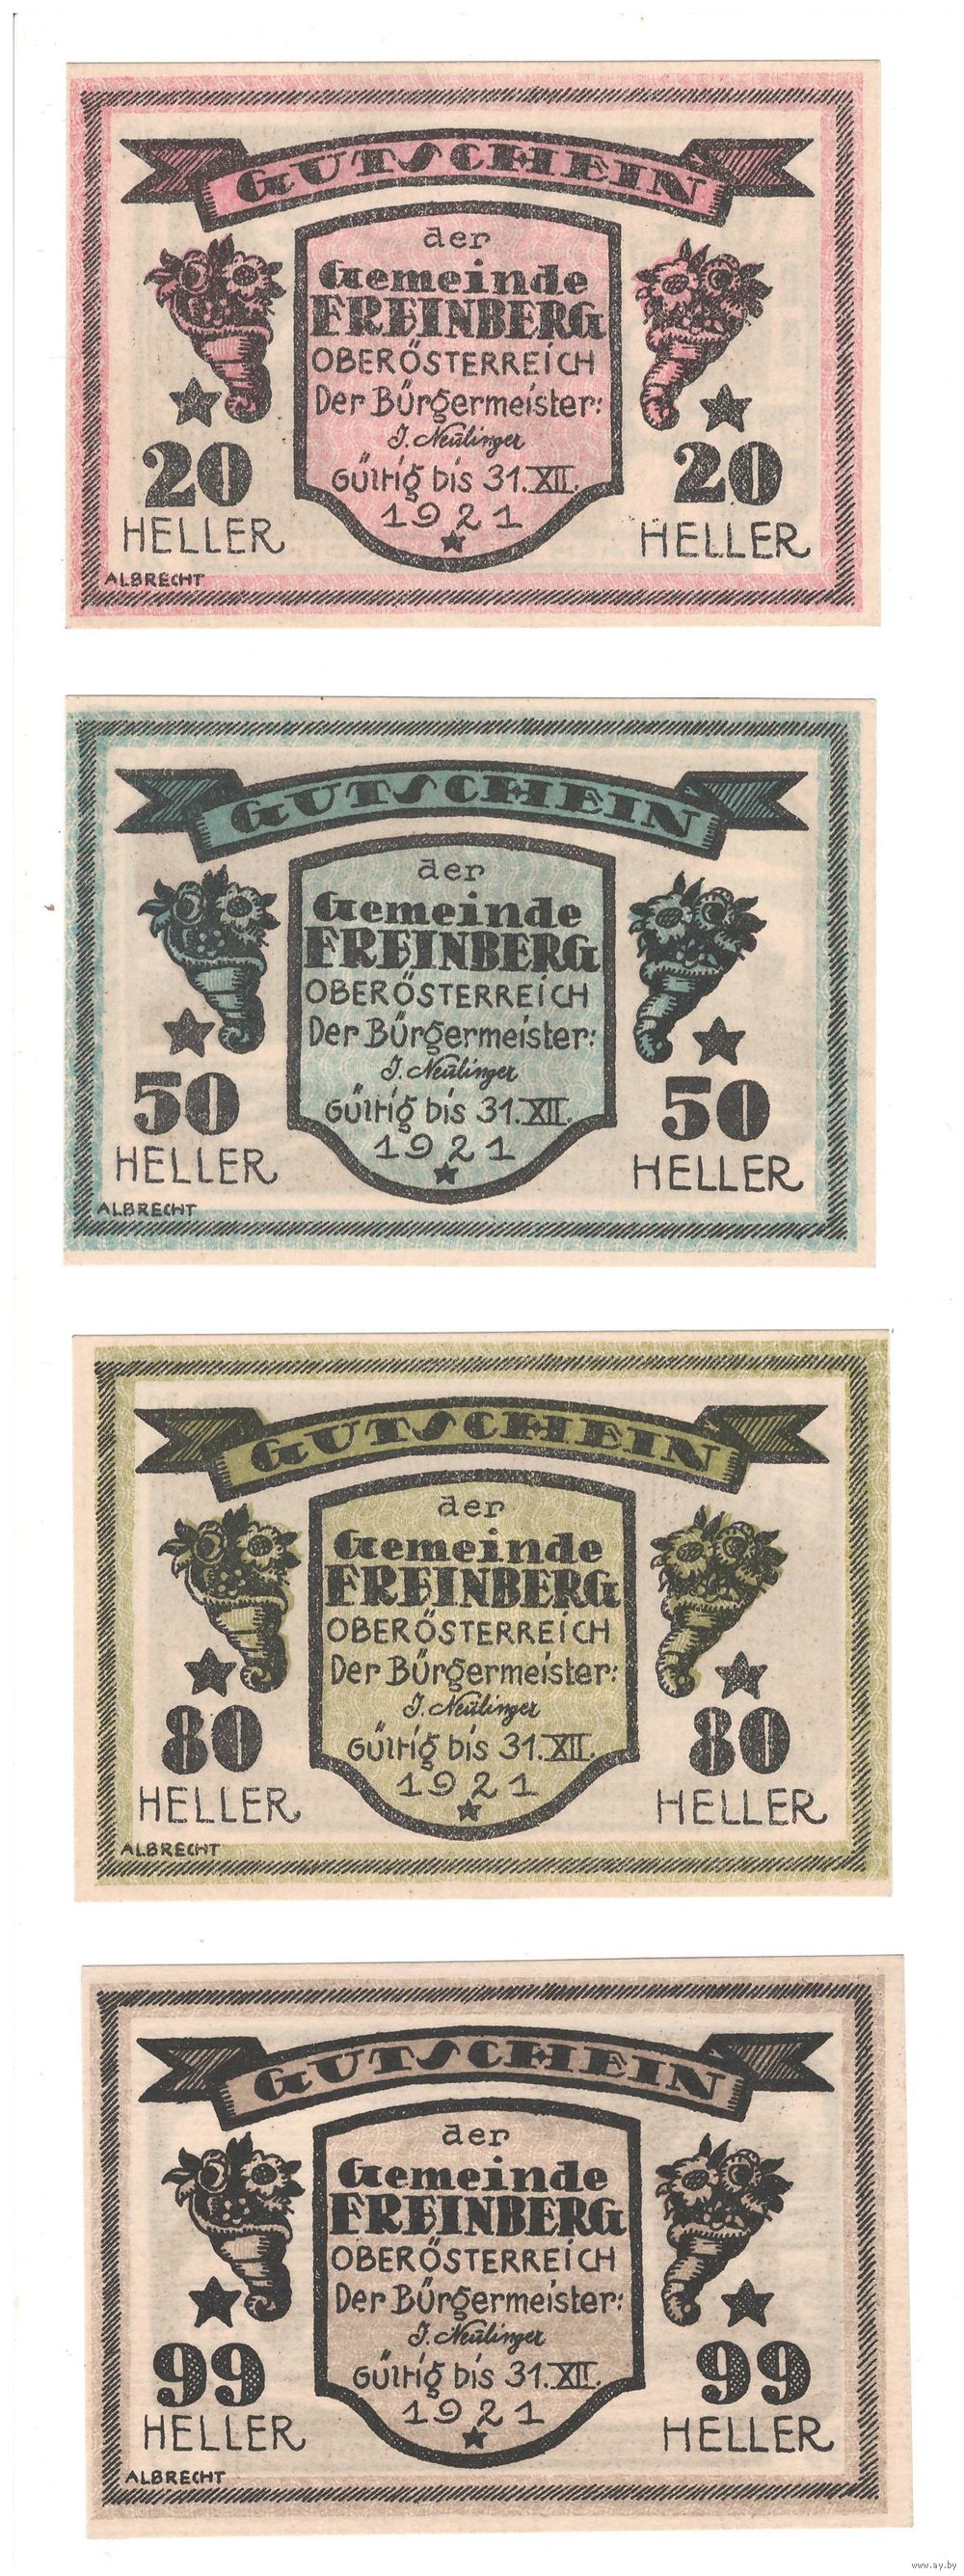 GUTSCHEIN
der
Gemeinde
FREINBERG
OBERÖSTERREICH
Der Bürgermeister:
J. Neulinger
Gültig bis 31. XII.
1921
20 20
HELLER HELLER
ALBRECHT
GUTSCHEIN
der
Gemeinde
FREINBERG
OBERÖSTERREICH
Der Bürgermeister:
J. Neulinger
Gültig bis 31. XII.
1921
50 50
HELLER HELLER
ALBRECHT
GUTSCHEIN
der
Gemeinde
FREINBERG
OBERÖSTERREICH
Der Bürgermeister:
J. Neulinger
Gültig bis 31. XII.
1921
80 80
HELLER HELLER
ALBRECHT
GUTSCHEIN
der
Gemeinde
FREINBERG
OBERÖSTERREICH
Der Bürgermeister:
J. Neulinger
Gültig bis 31. XII.
1921
99 99
HELLER HELLER
ALBRECHT
www.ay.by